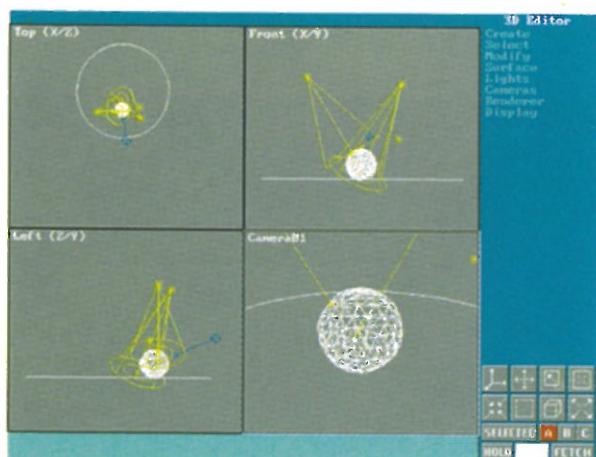 3D Editor
Top (X/Z)
Front (X/Y)
Create
Select
Modify
Surface
Lights
Cameras
Renderer
Display
Left (Z/Y)
Camera01
SELECTED A B C
HOLD FETCH